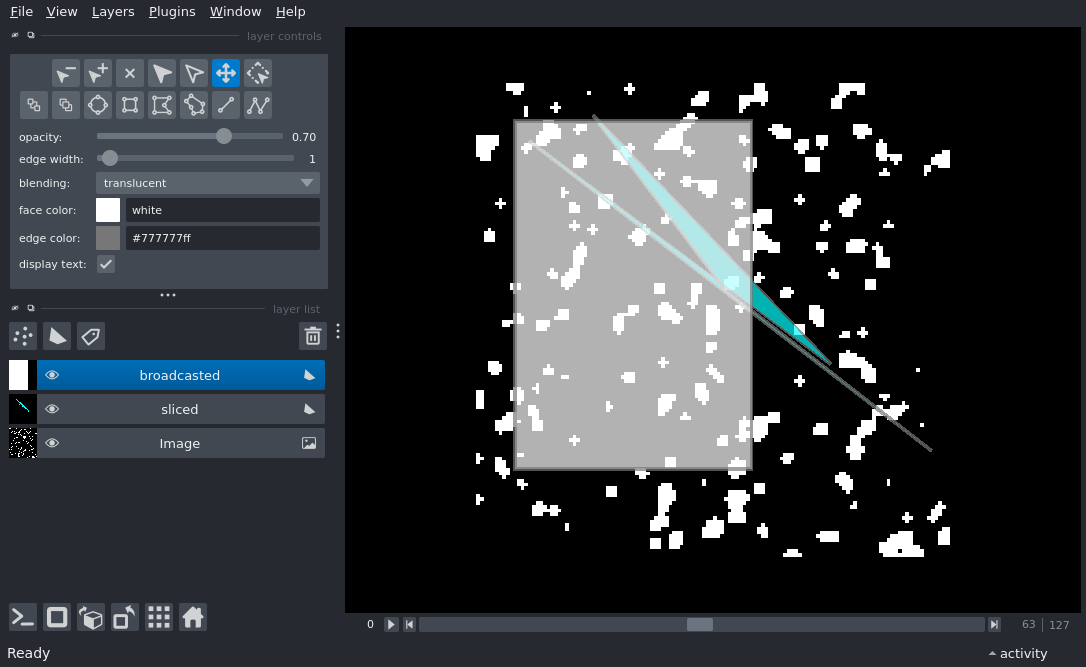 File View Layers Plugins Window Help
layer controls
opacity: 0.70
edge width: 1
blending: translucent
face color: white
edge color: #777777ff
display text:
layer list
broadcasted
sliced
Image
0 63 127
Ready activity